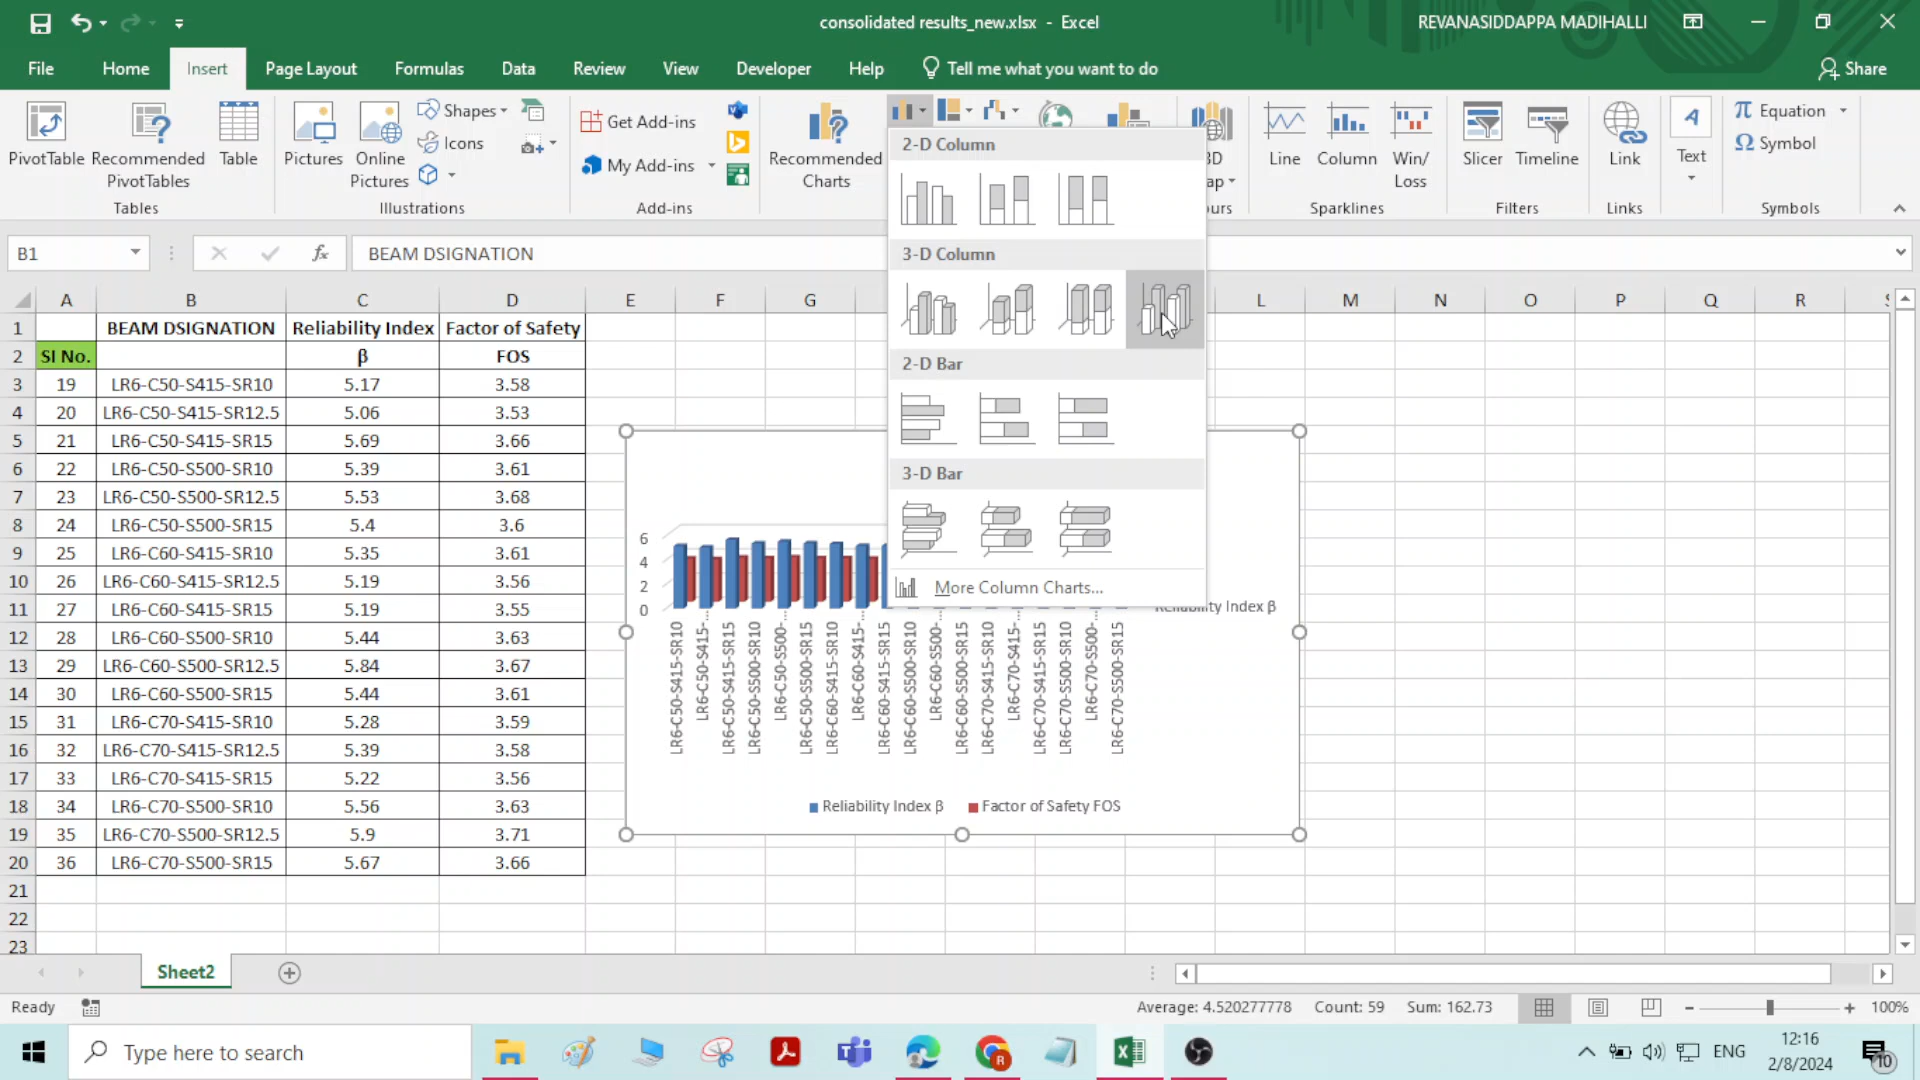 consolidated results_new.xlsx - Excel
REVANASIDDAPPA MADIHALLI
File Home Insert Page Layout Formulas Data Review View Developer Help Tell me what you want to do Share
PivotTable
Recommended
PivotTables
Table
Tables
Pictures
Online
Pictures
Shapes
Icons
Illustrations
Get Add-ins
My Add-ins
Add-ins
Recommended
Charts
Line
Column
Win/
Loss
Sparklines
Slicer
Timeline
Filters
Link
Links
Text
Equation
Symbol
Symbols
B1
fx
BEAM DSIGNATION
2-D Column
3-D Column
2-D Bar
3-D Bar
More Column Charts...
A B C D E F G L M N O P Q R
1 BEAM DSIGNATION Reliability Index Factor of Safety
2 SI No. β FOS
3 19 LR6-C50-S415-SR10 5.17 3.58
4 20 LR6-C50-S415-SR12.5 5.06 3.53
5 21 LR6-C50-S415-SR15 5.69 3.66
6 22 LR6-C50-S500-SR10 5.39 3.61
7 23 LR6-C50-S500-SR12.5 5.53 3.68
8 24 LR6-C50-S500-SR15 5.4 3.6
9 25 LR6-C60-S415-SR10 5.35 3.61
10 26 LR6-C60-S415-SR12.5 5.19 3.56
11 27 LR6-C60-S415-SR15 5.19 3.55
12 28 LR6-C60-S500-SR10 5.44 3.63
13 29 LR6-C60-S500-SR12.5 5.84 3.67
14 30 LR6-C60-S500-SR15 5.44 3.61
15 31 LR6-C70-S415-SR10 5.28 3.59
16 32 LR6-C70-S415-SR12.5 5.39 3.58
17 33 LR6-C70-S415-SR15 5.22 3.56
18 34 LR6-C70-S500-SR10 5.56 3.63
19 35 LR6-C70-S500-SR12.5 5.9 3.71
20 36 LR6-C70-S500-SR15 5.67 3.66
21
22
23
6
4
2
0
Reliability Index β
LR6-C50-S415-SR10
LR6-C50-S415-...
LR6-C50-S415-SR15
LR6-C50-S500-SR10
LR6-C50-S500-...
LR6-C50-S500-SR15
LR6-C60-S415-SR10
LR6-C60-S415-...
LR6-C60-S415-SR15
LR6-C60-S500-SR10
LR6-C60-S500-...
LR6-C60-S500-SR15
LR6-C70-S415-SR10
LR6-C70-S415-...
LR6-C70-S415-SR15
LR6-C70-S500-SR10
LR6-C70-S500-...
LR6-C70-S500-SR15
Reliability Index β Factor of Safety FOS
Sheet2
Ready
Average: 4.520277778 Count: 59 Sum: 162.73
100%
Type here to search
ENG
12:16
2/8/2024
10